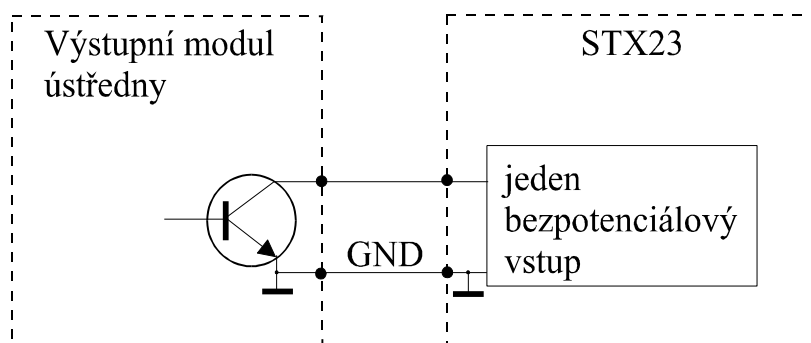 Výstupní modul
ústředny
STX23
jeden
bezpotenciálový
vstup
GND